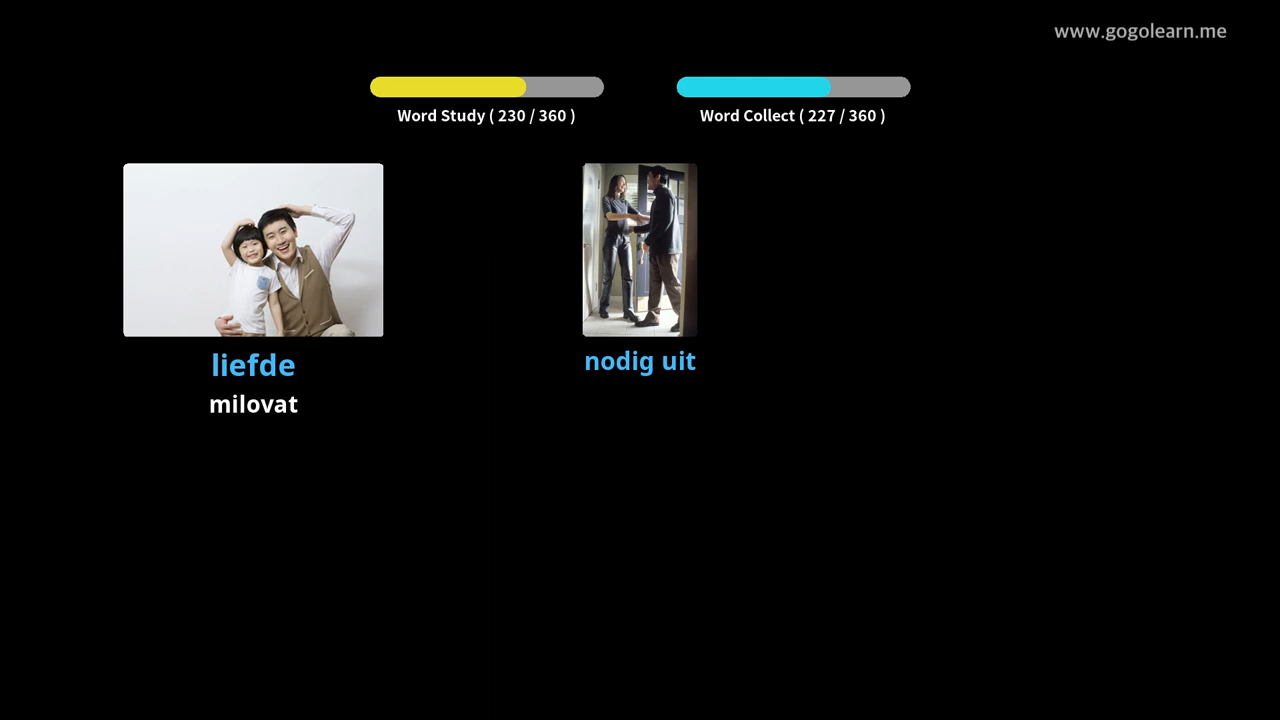 www.gogolearn.me
Word Study ( 230 / 360 )
Word Collect ( 227 / 360 )
liefde
milovat
nodig uit